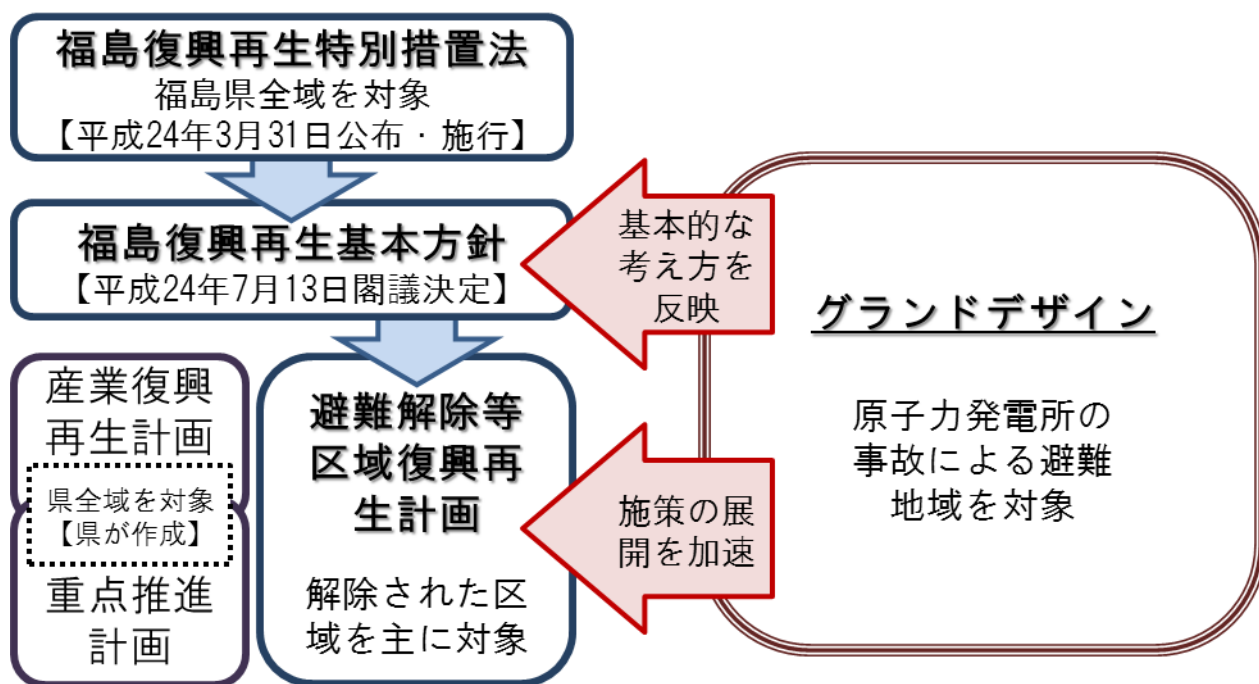 福島復興再生特別措置法
福島県全域を対象
【平成24年3月31日公布・施行】
福島復興再生基本方針
【平成24年7月13日閣議決定】
基本的な
考え方を
反映
グランドデザイン
原子力発電所の
事故による避難
地域を対象
産業復興
再生計画
県全域を対象
【県が作成】
重点推進
計画
避難解除等
区域復興再
生計画
解除された区
域を主に対象
施策の展
開を加速